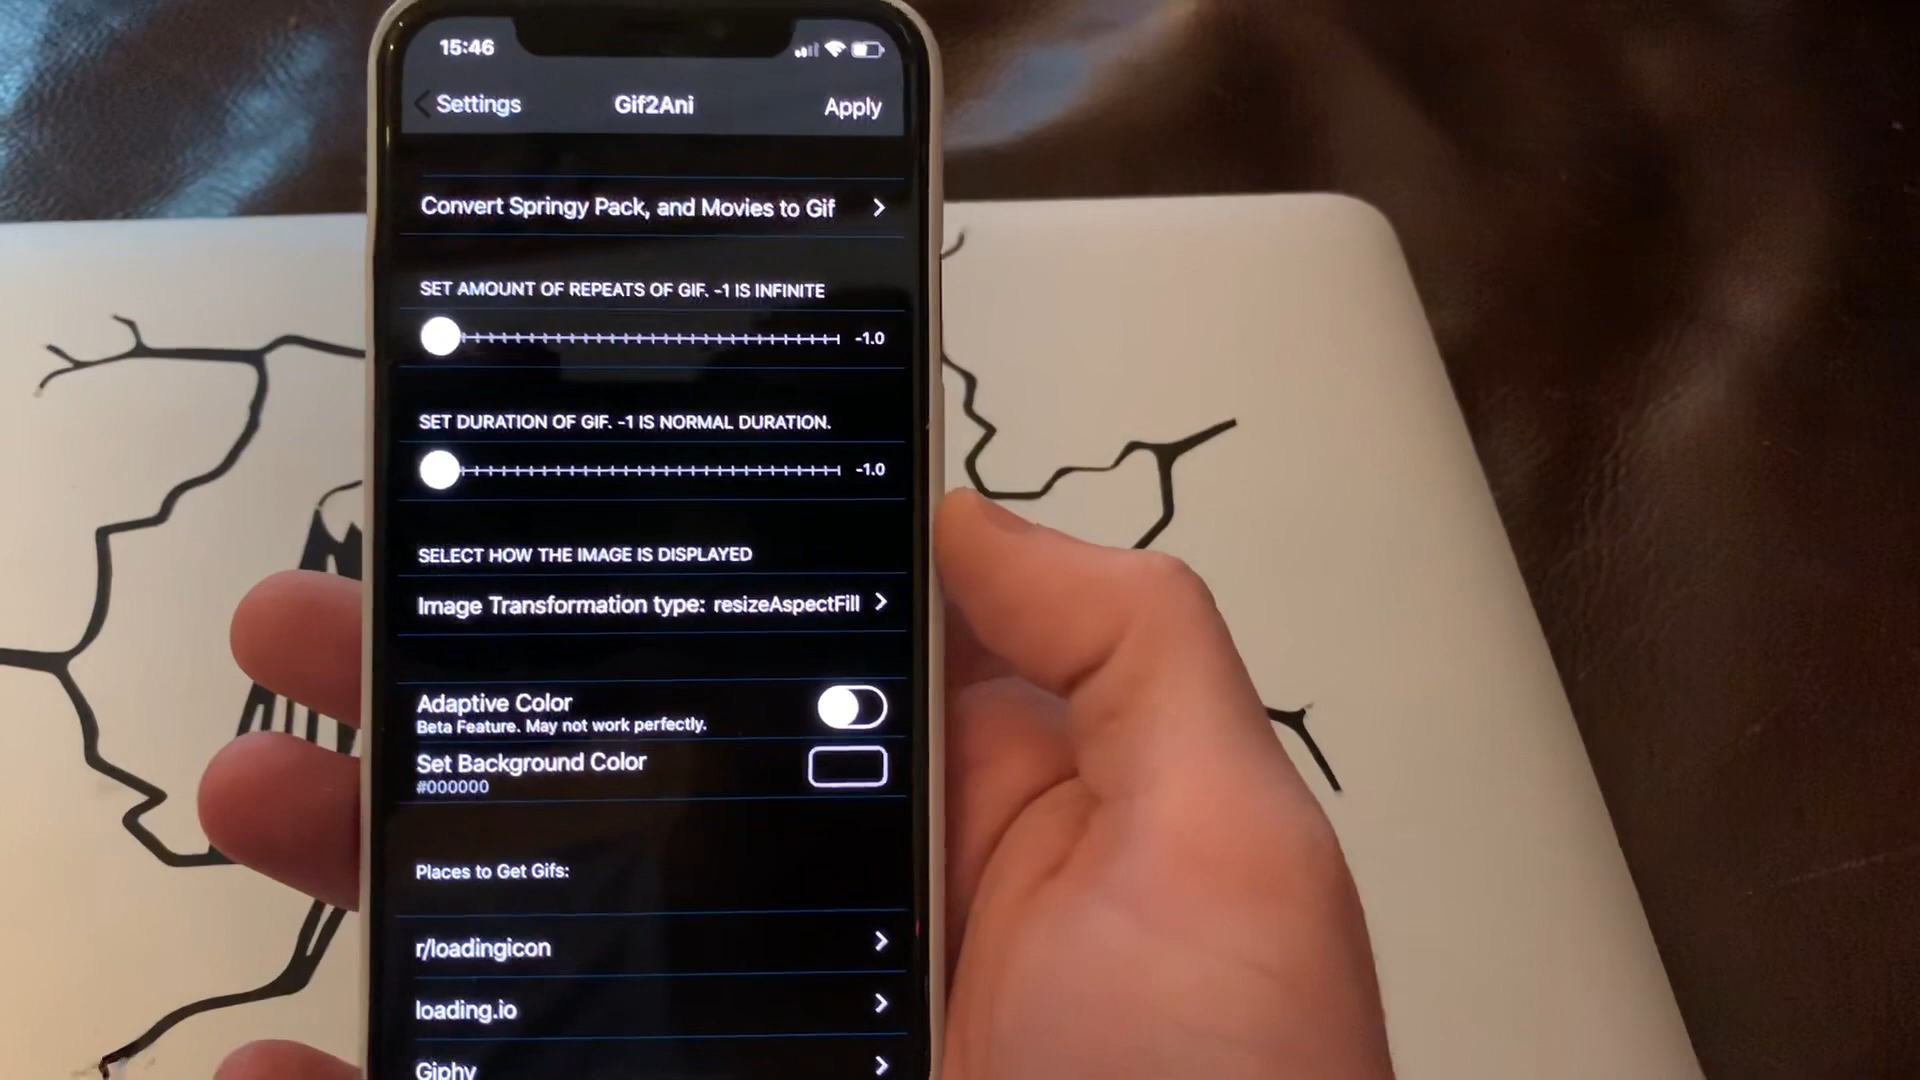 15:46
Settings
Gif2Ani
Apply
Convert Springy Pack, and Movies to Gif
SET AMOUNT OF REPEATS OF GIF. -1 IS INFINITE
-1.0
SET DURATION OF GIF. -1 IS NORMAL DURATION.
-1.0
SELECT HOW THE IMAGE IS DISPLAYED
Image Transformation type: resizeAspectFill
Adaptive Color
Beta Feature. May not work perfectly.
Set Background Color
#000000
Places to Get Gifs:
r/loadingicon
loading.io
Giphy